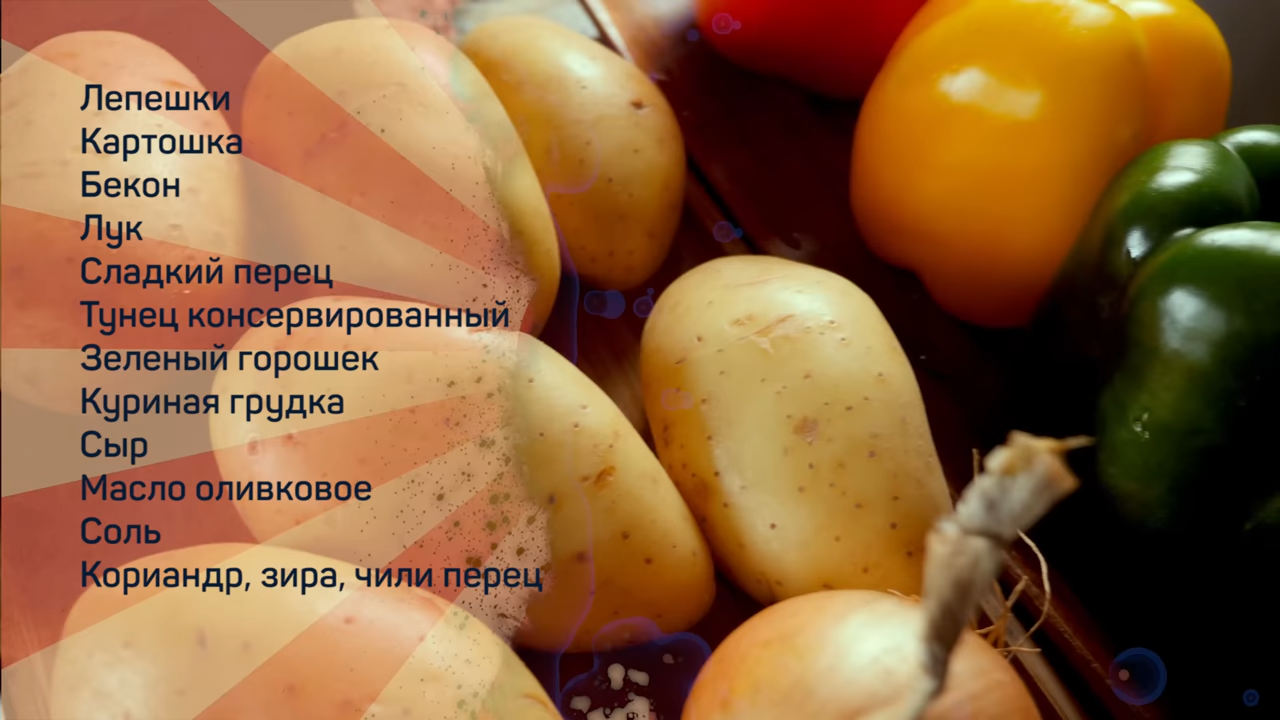 Лепешки
Картошка
Бекон
Лук
Сладкий перец
Тунец консервированный
Зеленый горошек
Куриная грудка
Сыр
Масло оливковое
Соль
Кориандр, зира, чили перец